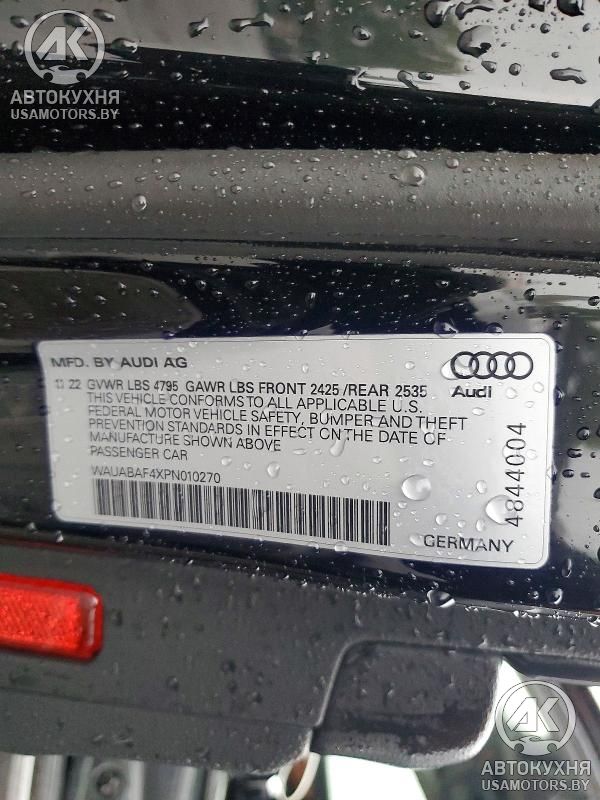 AK
АВТОКУХНЯ
USAMOTORS.BY
MFD. BY AUDI AG
22 GVWR LBS 4795 GAWR LBS FRONT 2425 /REAR 2535
THIS VEHICLE CONFORMS TO ALL APPLICABLE U.S.
FEDERAL MOTOR VEHICLE SAFETY, BUMPER AND THEFT
PREVENTION STANDARDS IN EFFECT ON THE DATE OF
MANUFACTURE SHOWN ABOVE
PASSENGER CAR
WAUABAF4XPN010270
Audi
4844004
GERMANY
AK
АВТОКУХНЯ
USAMOTORS.BY